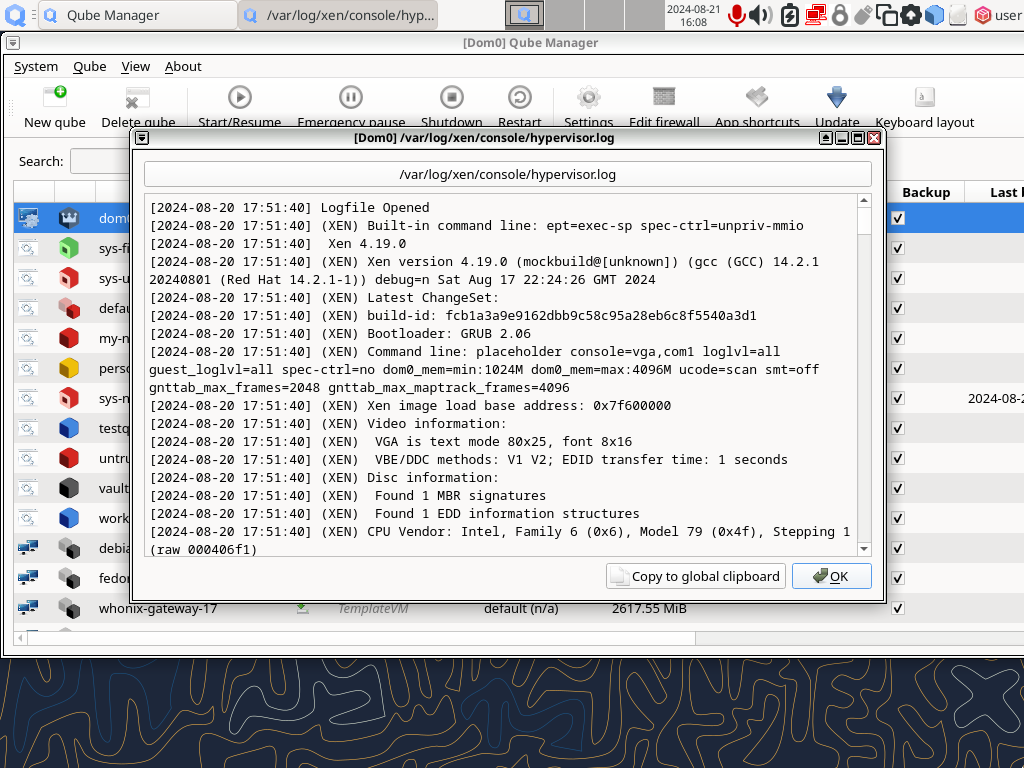 Qube Manager
/var/log/xen/console/hyp...
2024-08-21
16:08
user
[Dom0] Qube Manager
System Qube View About
New qube Delete qube Start/Resume Emergency pause Shutdown Restart Settings Edit firewall App shortcuts Update Keyboard layout
[Dom0] /var/log/xen/console/hypervisor.log
Search:
/var/log/xen/console/hypervisor.log
Backup Last
[2024-08-20 17:51:40] Logfile Opened
[2024-08-20 17:51:40] (XEN) Built-in command line: ept=exec-sp spec-ctrl=unpriv-mmio
[2024-08-20 17:51:40]  Xen 4.19.0
[2024-08-20 17:51:40] (XEN) Xen version 4.19.0 (mockbuild@[unknown]) (gcc (GCC) 14.2.1
20240801 (Red Hat 14.2.1-1)) debug=n Sat Aug 17 22:24:26 GMT 2024
[2024-08-20 17:51:40] (XEN) Latest ChangeSet:
[2024-08-20 17:51:40] (XEN) build-id: fcb1a3a9e9162dbb9c58c95a28eb6c8f5540a3d1
[2024-08-20 17:51:40] (XEN) Bootloader: GRUB 2.06
[2024-08-20 17:51:40] (XEN) Command line: placeholder console=vga,com1 loglvl=all
guest_loglvl=all spec-ctrl=no dom0_mem=min:1024M dom0_mem=max:4096M ucode=scan smt=off
gnttab_max_frames=2048 gnttab_max_maptrack_frames=4096
[2024-08-20 17:51:40] (XEN) Xen image load base address: 0x7f600000
[2024-08-20 17:51:40] (XEN) Video information:
[2024-08-20 17:51:40] (XEN)  VGA is text mode 80x25, font 8x16
[2024-08-20 17:51:40] (XEN)  VBE/DDC methods: V1 V2; EDID transfer time: 1 seconds
[2024-08-20 17:51:40] (XEN) Disc information:
[2024-08-20 17:51:40] (XEN)  Found 1 MBR signatures
[2024-08-20 17:51:40] (XEN)  Found 1 EDD information structures
[2024-08-20 17:51:40] (XEN) CPU Vendor: Intel, Family 6 (0x6), Model 79 (0x4f), Stepping 1
(raw 000406f1)
Copy to global clipboard
OK
dom0
sys-fi
sys-u
defau
my-n
perso
sys-n
2024-08-2
testq
untru
vault
work
debia
fedor
whonix-gateway-17 TemplateVM default (n/a) 2617.55 MiB